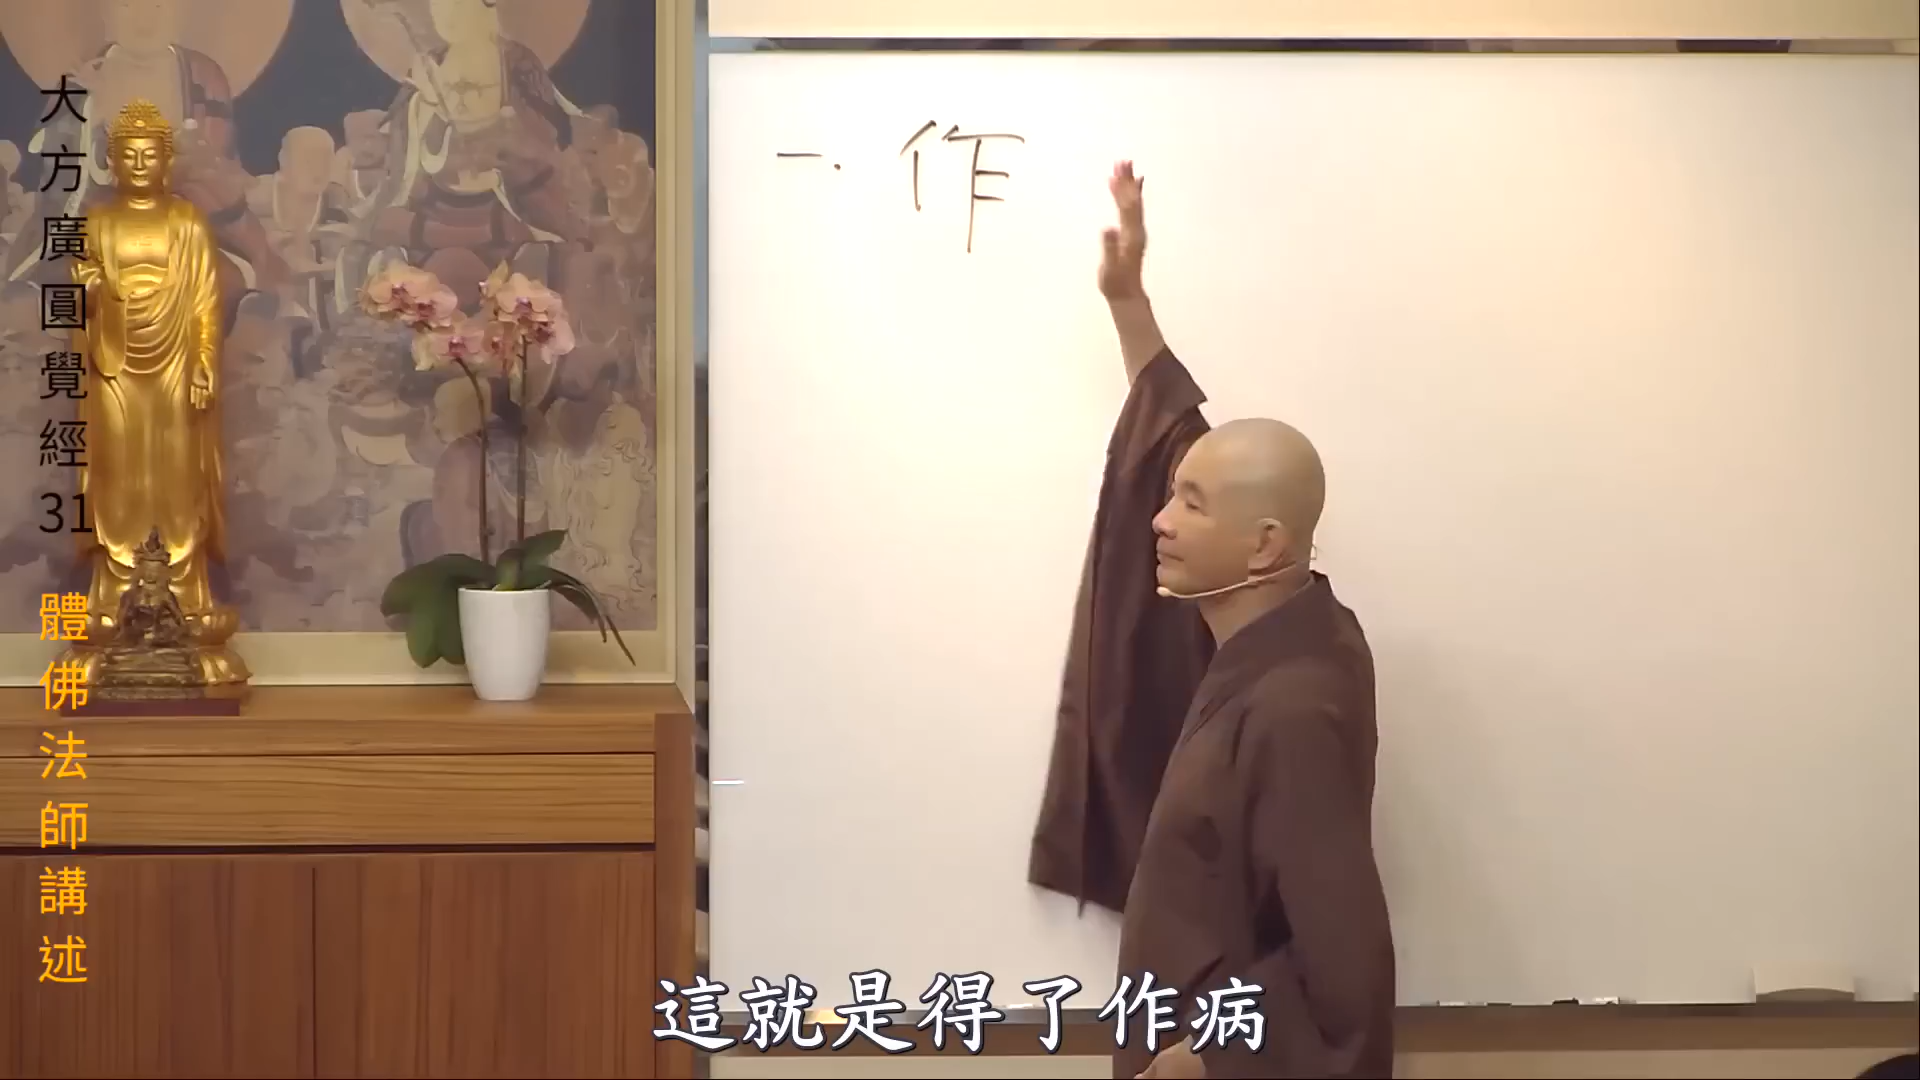 大方廣圓覺經31
體佛法師講述
一.作
這就是得了作病